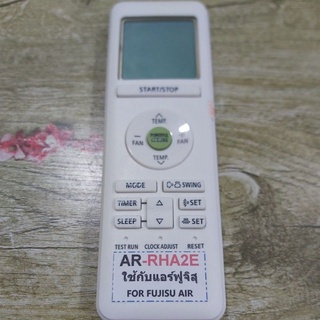 START/STOP
TEMP.
FAN
FAN
TEMP.
MODE
SWING
TIMER
SET
SLEEP
SET
TEST RUN CLOCK ADJUST RESET
AR-RHA2E
ใช้กับแอร์ฟูจิสุ
FOR FUJISU AIR